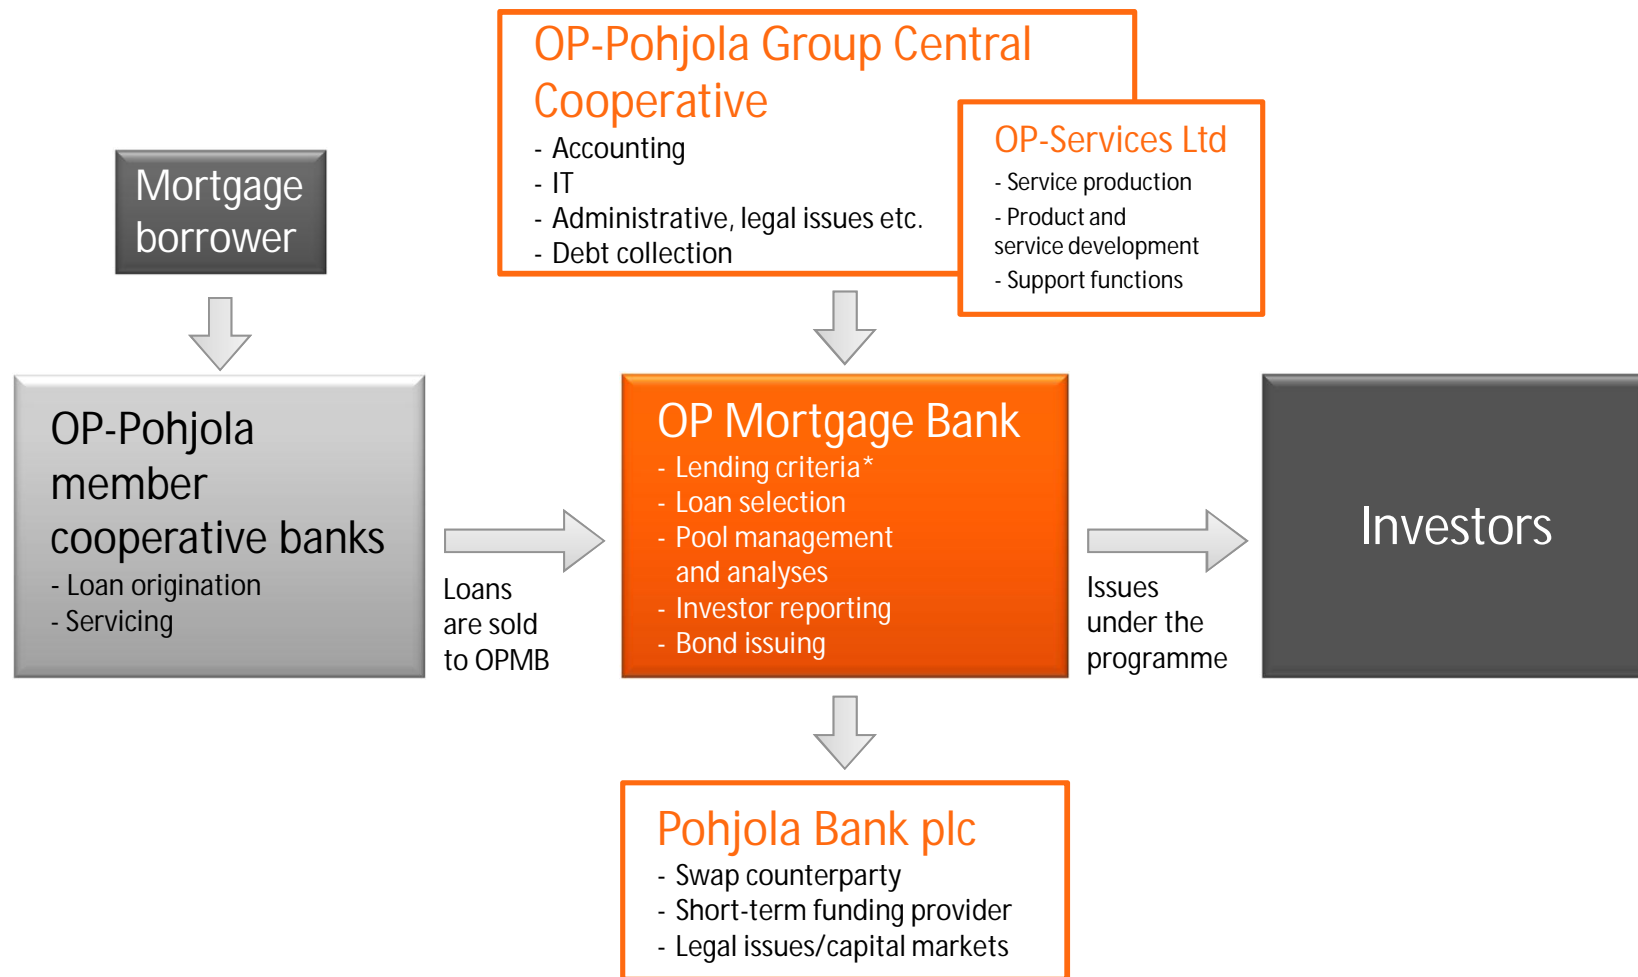 OP-Pohjola Group Central
Cooperative
- Accounting
- IT
- Administrative, legal issues etc.
- Debt collection
OP-Services Ltd
- Service production
- Product and
service development
- Support functions
Mortgage
borrower
OP-Pohjola
member
cooperative banks
- Loan origination
- Servicing
Loans
are sold
to OPMB
OP Mortgage Bank
- Lending criteria*
- Loan selection
- Pool management
and analyses
- Investor reporting
- Bond issuing
Issues
under the
programme
Investors
Pohjola Bank plc
- Swap counterparty
- Short-term funding provider
- Legal issues/capital markets